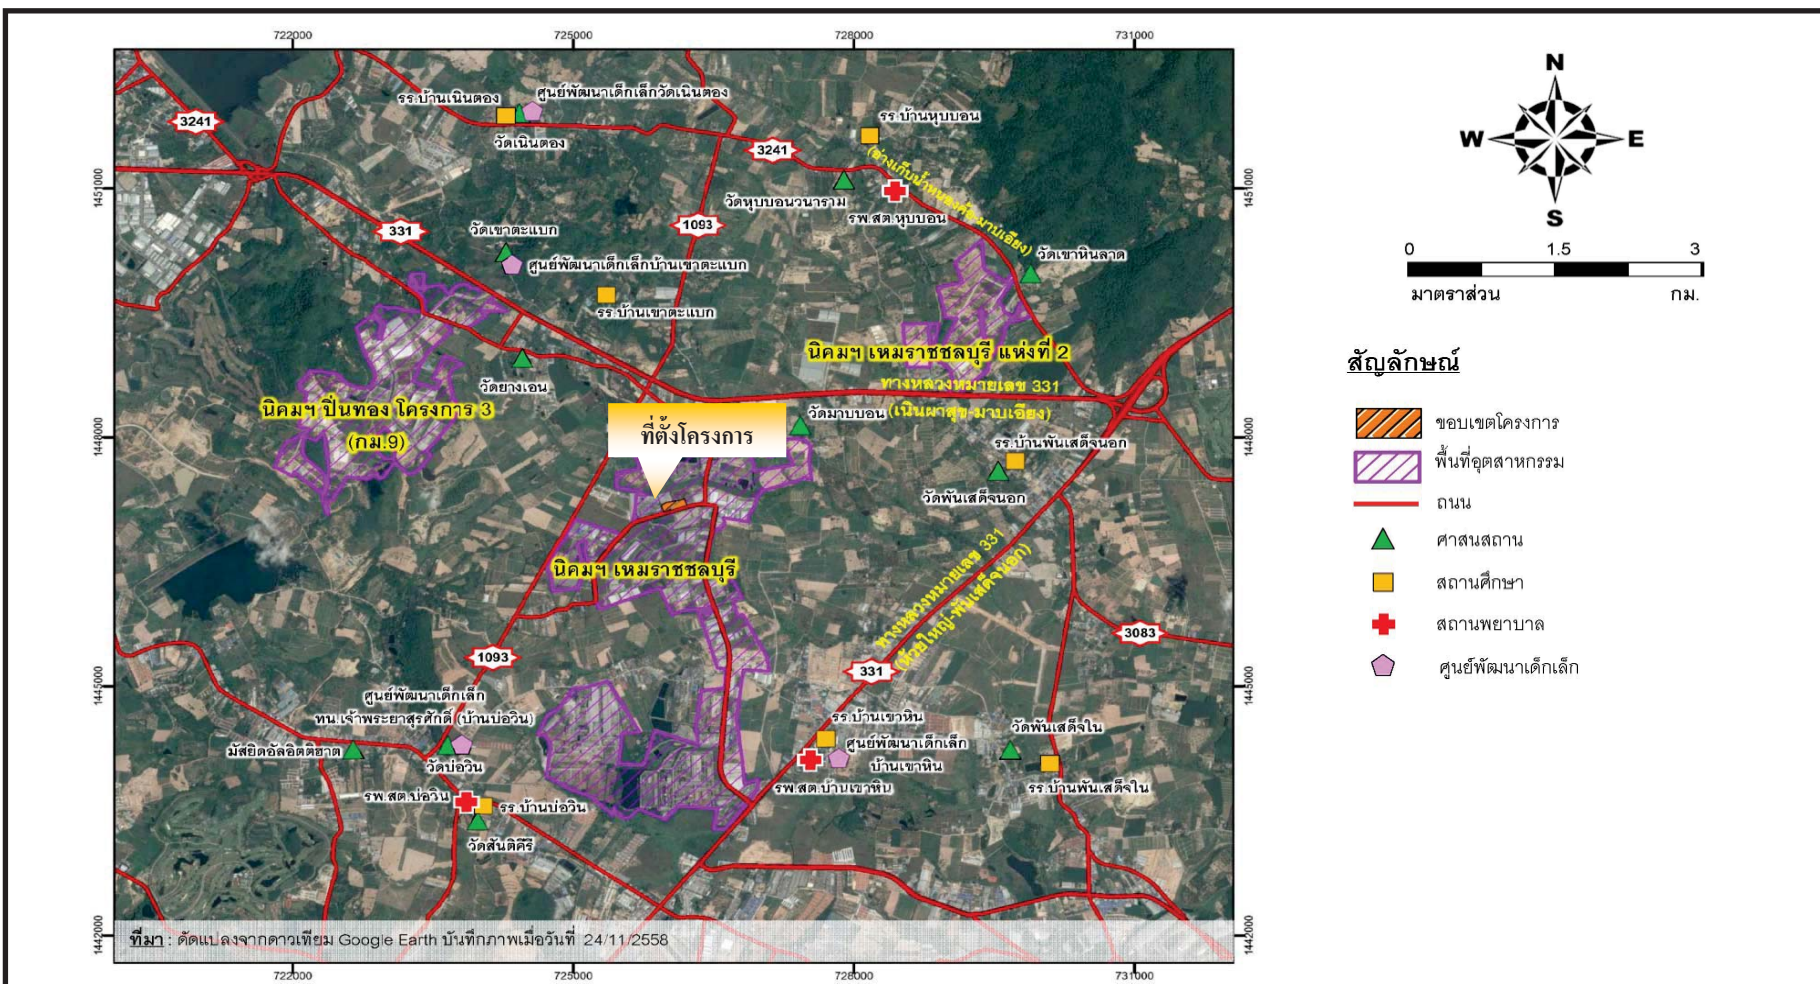 722000
725000
728000
731000
รร.บ้านเนินตอง
ศูนย์พัฒนาเด็กเล็กวัดเนินตอง
รร.บ้านหุบบอน
3241
วัดเนินตอง
3241
(อ่างเก็บน้ำหนองค้อ-มาบเอียง)
1451000
1451000
วัดหุบบอนวนาราม
รพ.สต.หุบบอน
331
วัดเขาตะแบก
1093
วัดเขาหินลาด
ศูนย์พัฒนาเด็กเล็กบ้านเขาตะแบก
รร.บ้านเขาตะแบก
นิคมฯ เหมราชชลบุรี แห่งที่ 2
วัดยางเอน
ทางหลวงหมายเลข 331
(เนินผาสุข-มาบเอียง)
นิคมฯ ปิ่นทอง โครงการ 3
(กม.9)
วัดมาบบอน
1448000
1448000
ที่ตั้งโครงการ
รร.บ้านพันเสด็จนอก
วัดพันเสด็จนอก
นิคมฯ เหมราชชลบุรี
ทางหลวงหมายเลข 331
(ห้วยใหญ่-พันเสด็จนอก)
3083
1093
331
1445000
1445000
ศูนย์พัฒนาเด็กเล็ก
ทน.เจ้าพระยาสุรศักดิ์ (บ้านบ่อวิน)
มัสยิดอัลอิตติฮาด
วัดบ่อวิน
รร.บ้านเขาหิน
ศูนย์พัฒนาเด็กเล็ก
บ้านเขาหิน
วัดพันเสด็จใน
รพ.สต.บ้านเขาหิน
รร.บ้านพันเสด็จใน
รพ.สต.บ่อวิน
รร.บ้านบ่อวิน
วัดสันติคีรี
1442000
1442000
ที่มา : ดัดแปลงจากดาวเทียม Google Earth บันทึกภาพเมื่อวันที่ 24/11/2558
722000
725000
728000
731000
N
W
E
S
0
1.5
3
มาตราส่วน
กม.
สัญลักษณ์
ขอบเขตโครงการ
พื้นที่อุตสาหกรรม
ถนน
ศาสนสถาน
สถานศึกษา
สถานพยาบาล
ศูนย์พัฒนาเด็กเล็ก